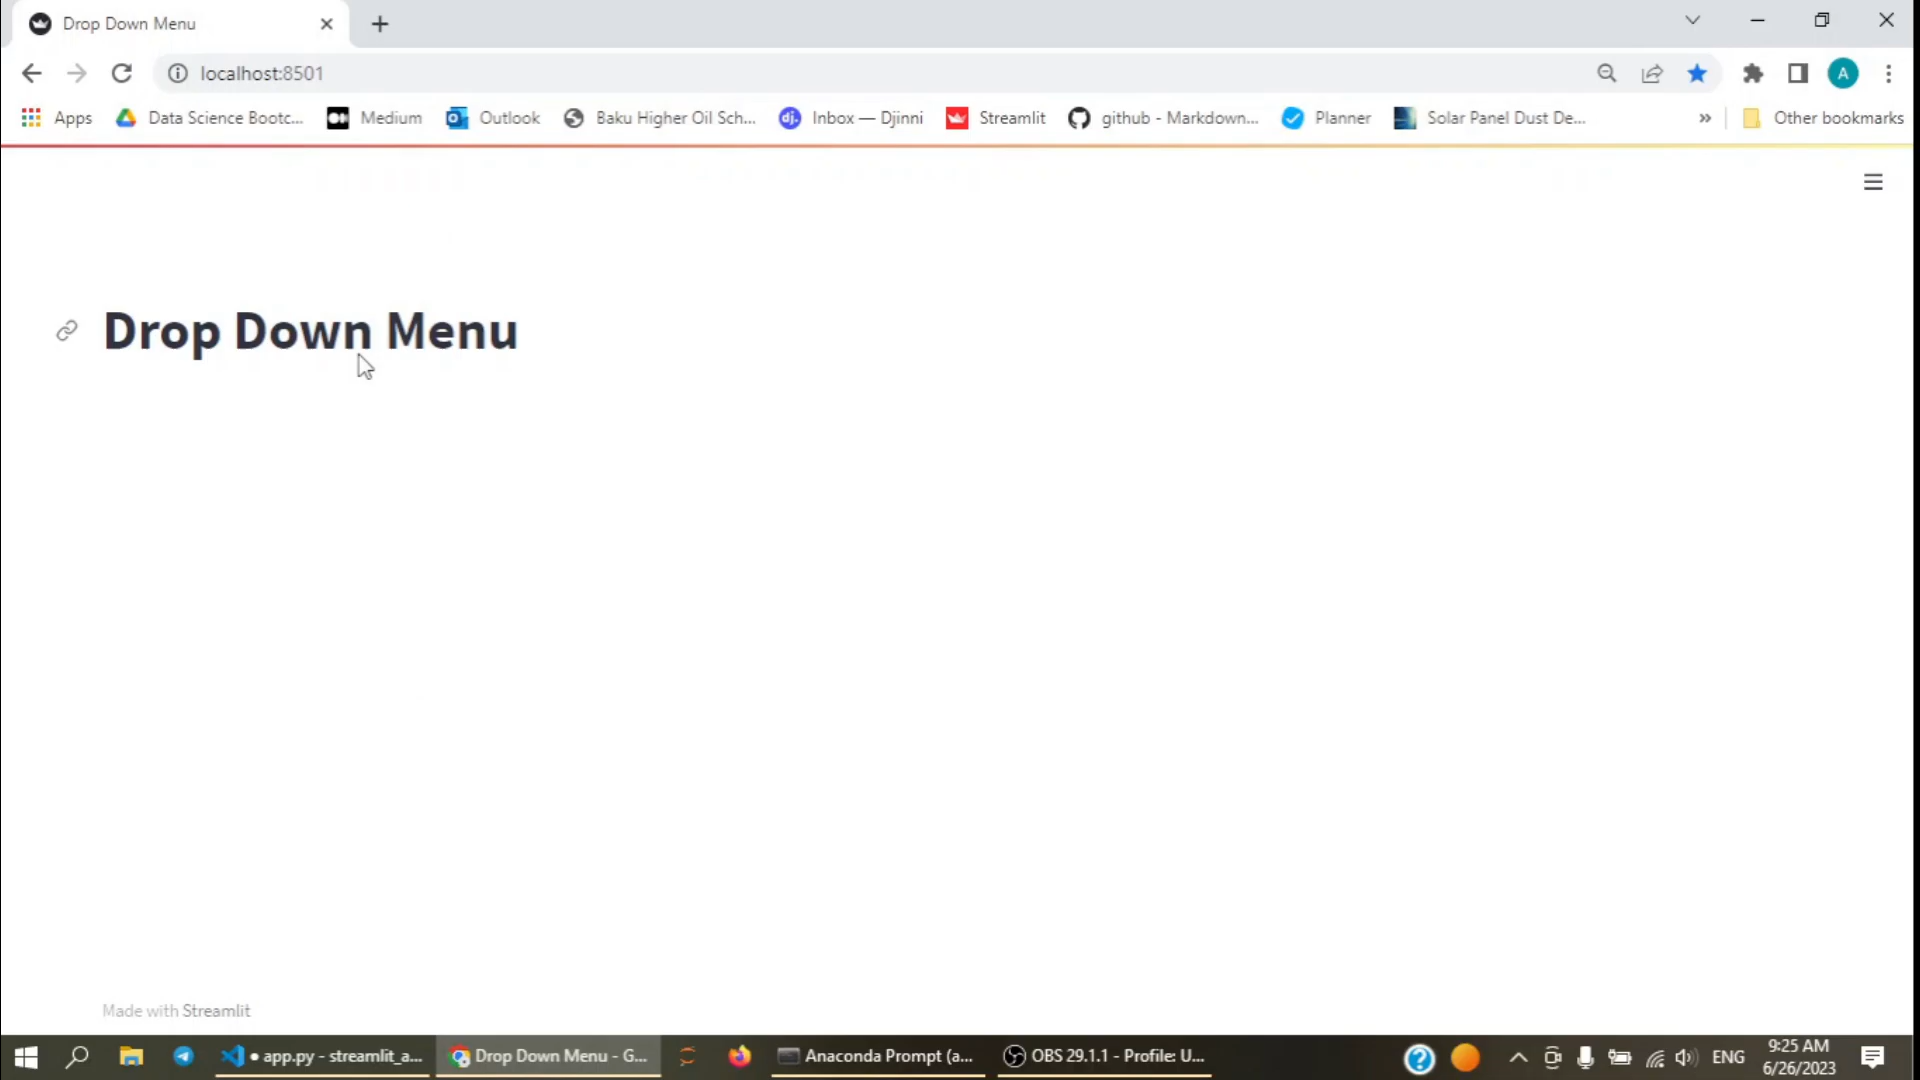 Drop Down Menu
localhost:8501
A
Apps
Data Science Bootc...
Medium
Outlook
Baku Higher Oil Sch...
dj.
Inbox — Djinni
Streamlit
github - Markdown...
Planner
Solar Panel Dust De...
»
Other bookmarks
Drop Down Menu
Made with Streamlit
● app.py - streamlit_a...
Drop Down Menu - G...
Anaconda Prompt (a...
OBS 29.1.1 - Profile: U...
ENG
9:25 AM
6/26/2023